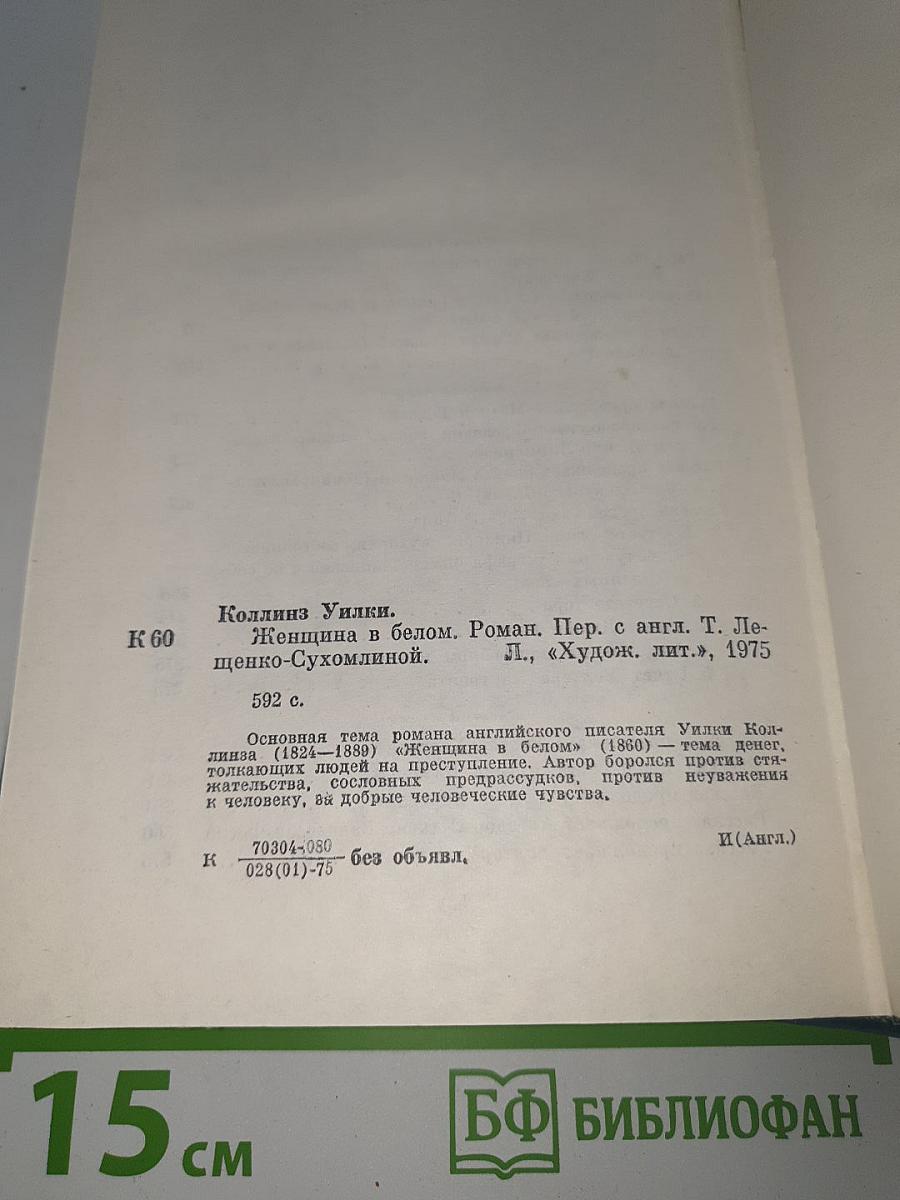 Коллинз Уилки.
К 60 Женщина в белом. Роман. Пер. с англ. Т. Ле-
щенко-Сухомлиной. Л., «Худож. лит.», 1975
592 с.
Основная тема романа английского писателя Уилки Кол-
линза (1824—1889) «Женщина в белом» (1860) — тема денег,
толкающих людей на преступление. Автор боролся против стя-
жательства, сословных предрассудков, против неуважения
к человеку, за добрые человеческие чувства.
К 70304-080
028(01)-75 без объявл.
И(Англ.)
15 см
БФ БИБЛИОФАН